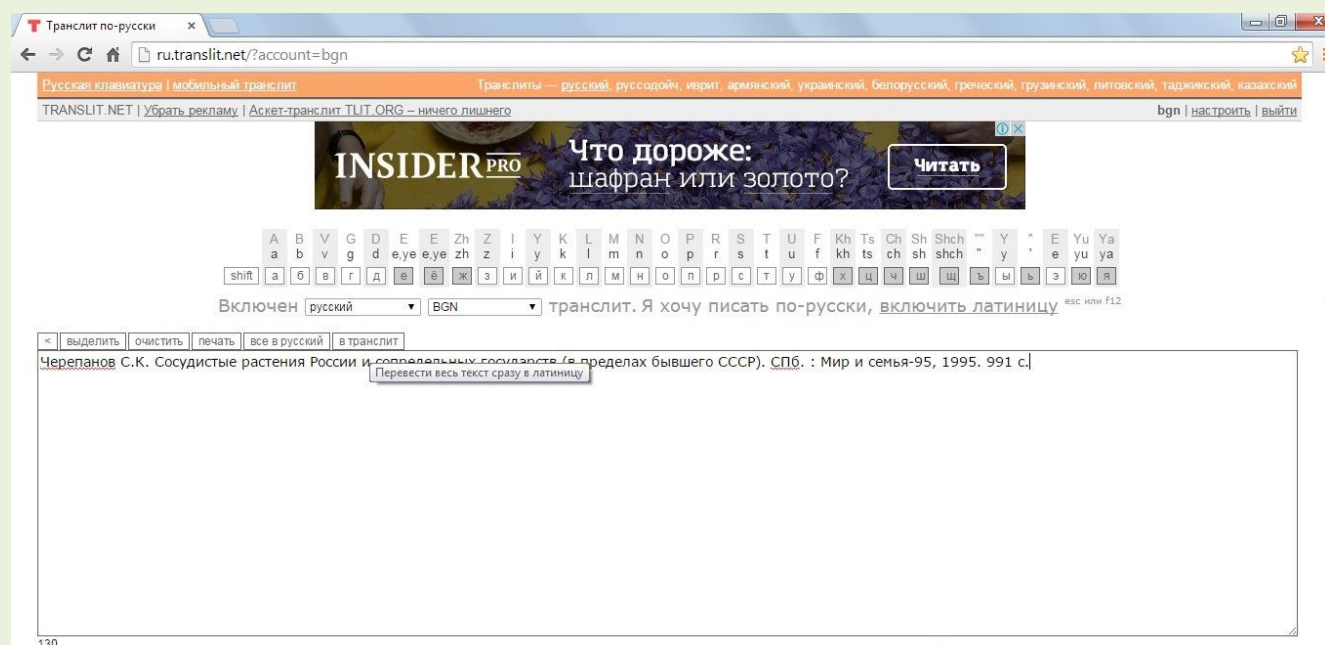 Транслит по-русски x
ru.translit.net/?account=bgn
Русская клавиатура | мобильный транслит Транслиты — русский, руссодойч, иврит, армянский, украинский, белорусский, греческий, грузинский, литовский, таджикский, казахский
TRANSLIT.NET | Убрать рекламу | Аскет-транслит TLIT.ORG – ничего лишнего bgn | настроить | выйти
INSIDER PRO Что дороже: шафран или золото? Читать
A B V G D E E Zh Z I Y K L M N O P R S T U F Kh Ts Ch Sh Shch "" Y " E Yu Ya
a b v g d e,ye e,ye zh z i y k l m n o p r s t u f kh ts ch sh shch " y ' e yu ya
shift а б в г д е ё ж з и й к л м н о п р с т у ф х ц ч ш щ ъ ы ь э ю я
Включен русский BGN транслит. Я хочу писать по-русски, включить латиницу esc или f12
< выделить очистить печать все в русский в транслит
Черепанов С.К. Сосудистые растения России и сопредельных государств (в пределах бывшего СССР). СПб. : Мир и семья-95, 1995. 991 с.
Перевести весь текст сразу в латиницу
130